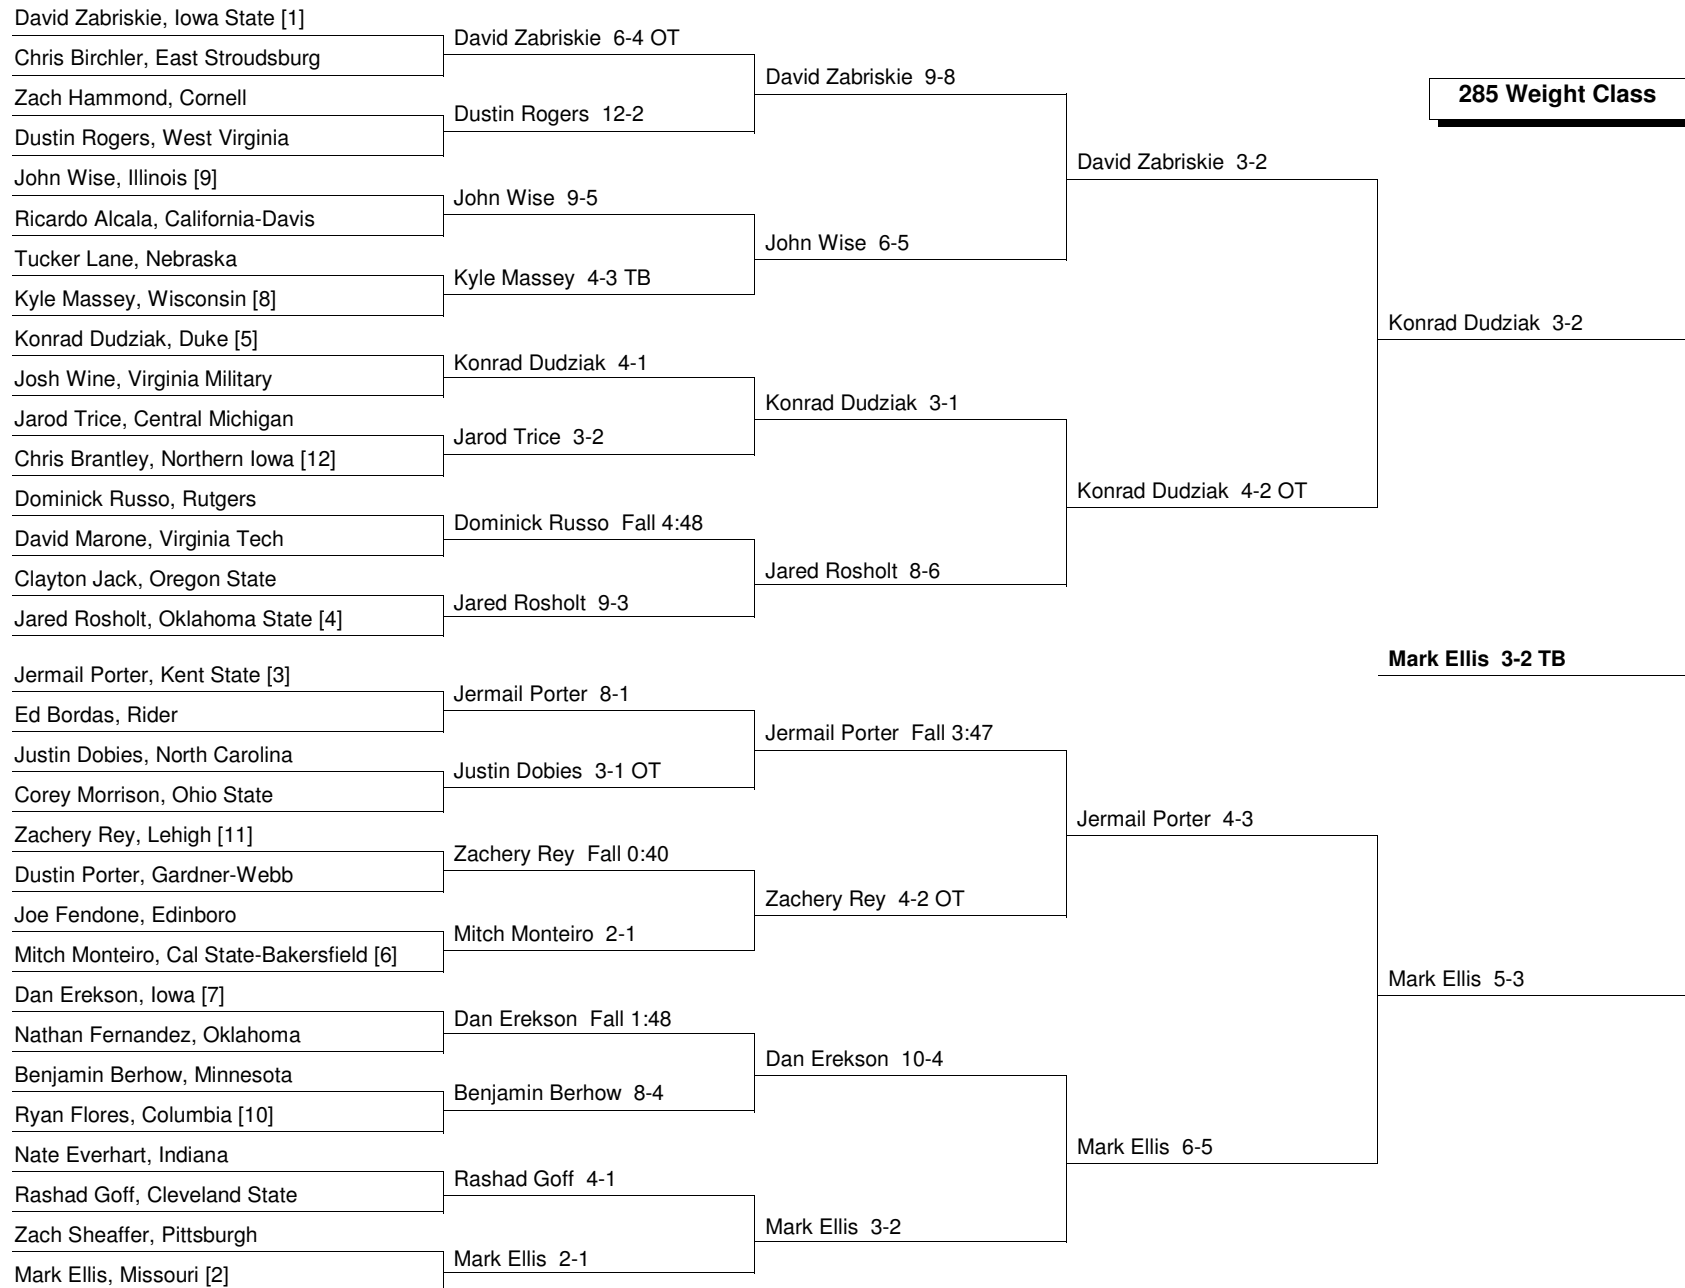 David Zabriskie, Iowa State [1]
Chris Birchler, East Stroudsburg
Zach Hammond, Cornell
Dustin Rogers, West Virginia
John Wise, Illinois [9]
Ricardo Alcala, California-Davis
Tucker Lane, Nebraska
Kyle Massey, Wisconsin [8]
Konrad Dudziak, Duke [5]
Josh Wine, Virginia Military
Jarod Trice, Central Michigan
Chris Brantley, Northern Iowa [12]
Dominick Russo, Rutgers
David Marone, Virginia Tech
Clayton Jack, Oregon State
Jared Rosholt, Oklahoma State [4]
Jermail Porter, Kent State [3]
Ed Bordas, Rider
Justin Dobies, North Carolina
Corey Morrison, Ohio State
Zachery Rey, Lehigh [11]
Dustin Porter, Gardner-Webb
Joe Fendone, Edinboro
Mitch Monteiro, Cal State-Bakersfield [6]
Dan Erekson, Iowa [7]
Nathan Fernandez, Oklahoma
Benjamin Berhow, Minnesota
Ryan Flores, Columbia [10]
Nate Everhart, Indiana
Rashad Goff, Cleveland State
Zach Sheaffer, Pittsburgh
Mark Ellis, Missouri [2]
David Zabriskie 6-4 OT
Dustin Rogers 12-2
John Wise 9-5
Kyle Massey 4-3 TB
Konrad Dudziak 4-1
Jarod Trice 3-2
Dominick Russo Fall 4:48
Jared Rosholt 9-3
Jermail Porter 8-1
Justin Dobies 3-1 OT
Zachery Rey Fall 0:40
Mitch Monteiro 2-1
Dan Erekson Fall 1:48
Benjamin Berhow 8-4
Rashad Goff 4-1
Mark Ellis 2-1
David Zabriskie 9-8
John Wise 6-5
Konrad Dudziak 3-1
Jared Rosholt 8-6
Jermail Porter Fall 3:47
Zachery Rey 4-2 OT
Dan Erekson 10-4
Mark Ellis 3-2
David Zabriskie 3-2
Konrad Dudziak 4-2 OT
Jermail Porter 4-3
Mark Ellis 6-5
285 Weight Class
Konrad Dudziak 3-2
Mark Ellis 3-2 TB
Mark Ellis 5-3